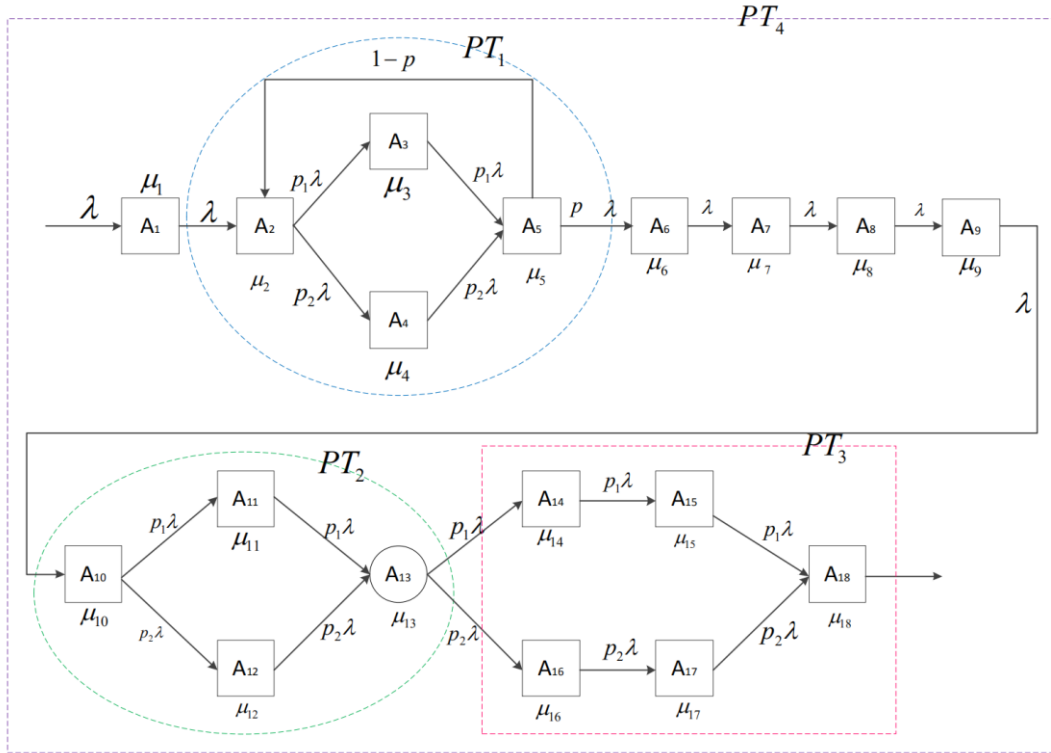 PT₄
PT₁
1 − p
A₃
μ₃
p₁λ
p₁λ
μ₁
λ
A₁
λ
A₂
μ₂
A₅
μ₅
p
λ
A₆
μ₆
λ
A₇
μ₇
λ
A₈
μ₈
λ
A₉
μ₉
λ
p₂λ
p₂λ
A₄
μ₄
PT₂
PT₃
A₁₁
μ₁₁
p₁λ
p₁λ
A₁₀
μ₁₀
p₂λ
p₂λ
A₁₂
μ₁₂
A₁₃
μ₁₃
p₁λ
p₂λ
A₁₄
μ₁₄
p₁λ
A₁₅
μ₁₅
p₁λ
A₁₈
μ₁₈
A₁₆
μ₁₆
p₂λ
A₁₇
μ₁₇
p₂λ